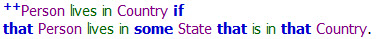 ++Person lives in Country if
that Person lives in some State that is in that Country.